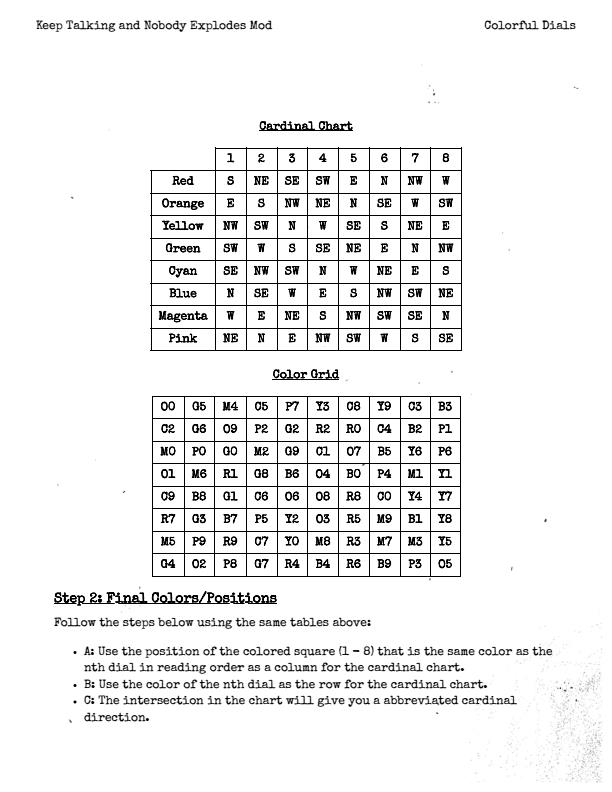 Keep Talking and Nobody Explodes Mod Colorful Dials
Cardinal Chart
1 2 3 4 5 6 7 8
Red S NE SE SW E N NW W
Orange E S NW NE N SE W SW
Yellow NW SW N W SE S NE E
Green SW W S SE NE E N NW
Cyan SE NW SW N W NE E S
Blue N SE W E S NW SW NE
Magenta W E NE S NW SW SE N
Pink NE N E NW SW W S SE
Color Grid
O0 G5 M4 C5 P7 Y3 C8 Y9 C3 B3
C2 G6 O9 P2 G2 R2 R0 C4 B2 P1
M0 P0 G0 M2 G9 C1 O7 B5 Y6 P6
O1 M6 R1 G8 B6 O4 B0 P4 M1 Y1
C9 B8 G1 C6 O6 O8 R8 C0 Y4 Y7
R7 G3 B7 P5 Y2 O3 R5 M9 B1 Y8
M5 P9 R9 C7 Y0 M8 R3 M7 M3 Y5
G4 O2 P8 G7 R4 B4 R6 B9 P3 O5
Step 2: Final Colors/Positions
Follow the steps below using the same tables above:
• A: Use the position of the colored square (1 - 8) that is the same color as the
nth dial in reading order as a column for the cardinal chart.
• B: Use the color of the nth dial as the row for the cardinal chart.
• C: The intersection in the chart will give you a abbreviated cardinal
direction.